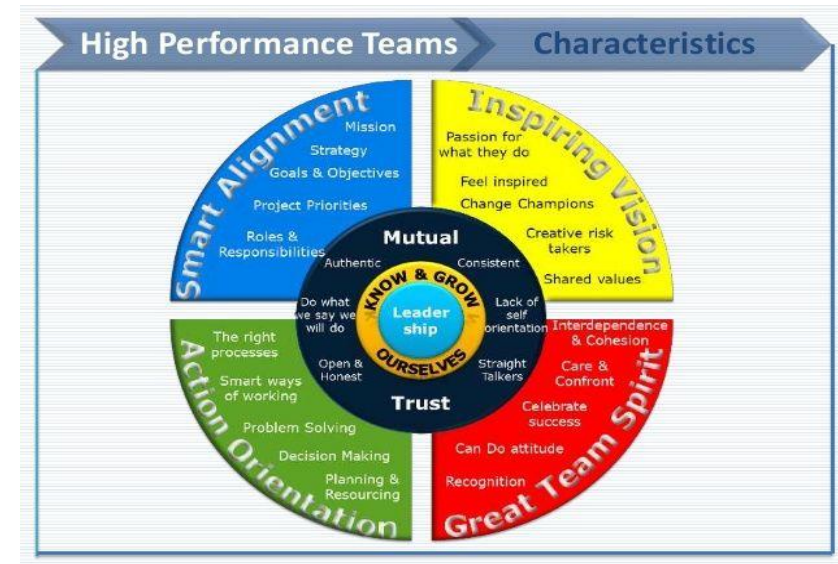 High Performance Teams
Characteristics
Smart Alignment
Mission
Strategy
Goals & Objectives
Project Priorities
Roles &
Responsibilities
Inspiring Vision
Passion for
what they do
Feel inspired
Change Champions
Creative risk
takers
Shared values
Mutual
Authentic
Consistent
Do what
we say we
will do
Lack of
self
orientation
Open &
Honest
Straight
Talkers
Trust
KNOW & GROW
OURSELVES
Leader
ship
Action Orientation
The right
processes
Smart ways
of working
Problem Solving
Decision Making
Planning &
Resourcing
Great Team Spirit
Interdependence
& Cohesion
Care &
Confront
Celebrate
success
Can Do attitude
Recognition